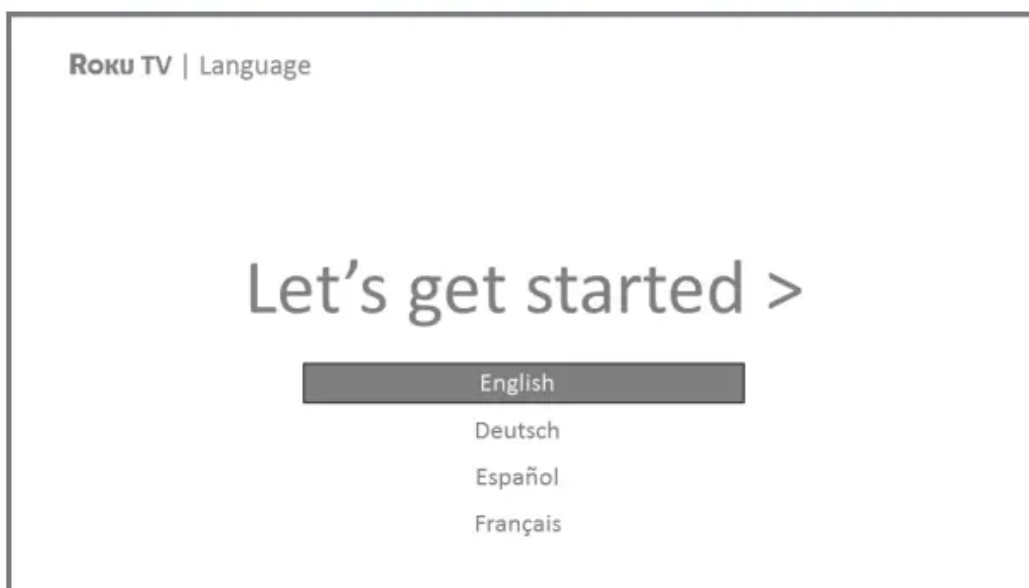 ROKU TV | Language
Let’s get started >
English
Deutsch
Español
Français